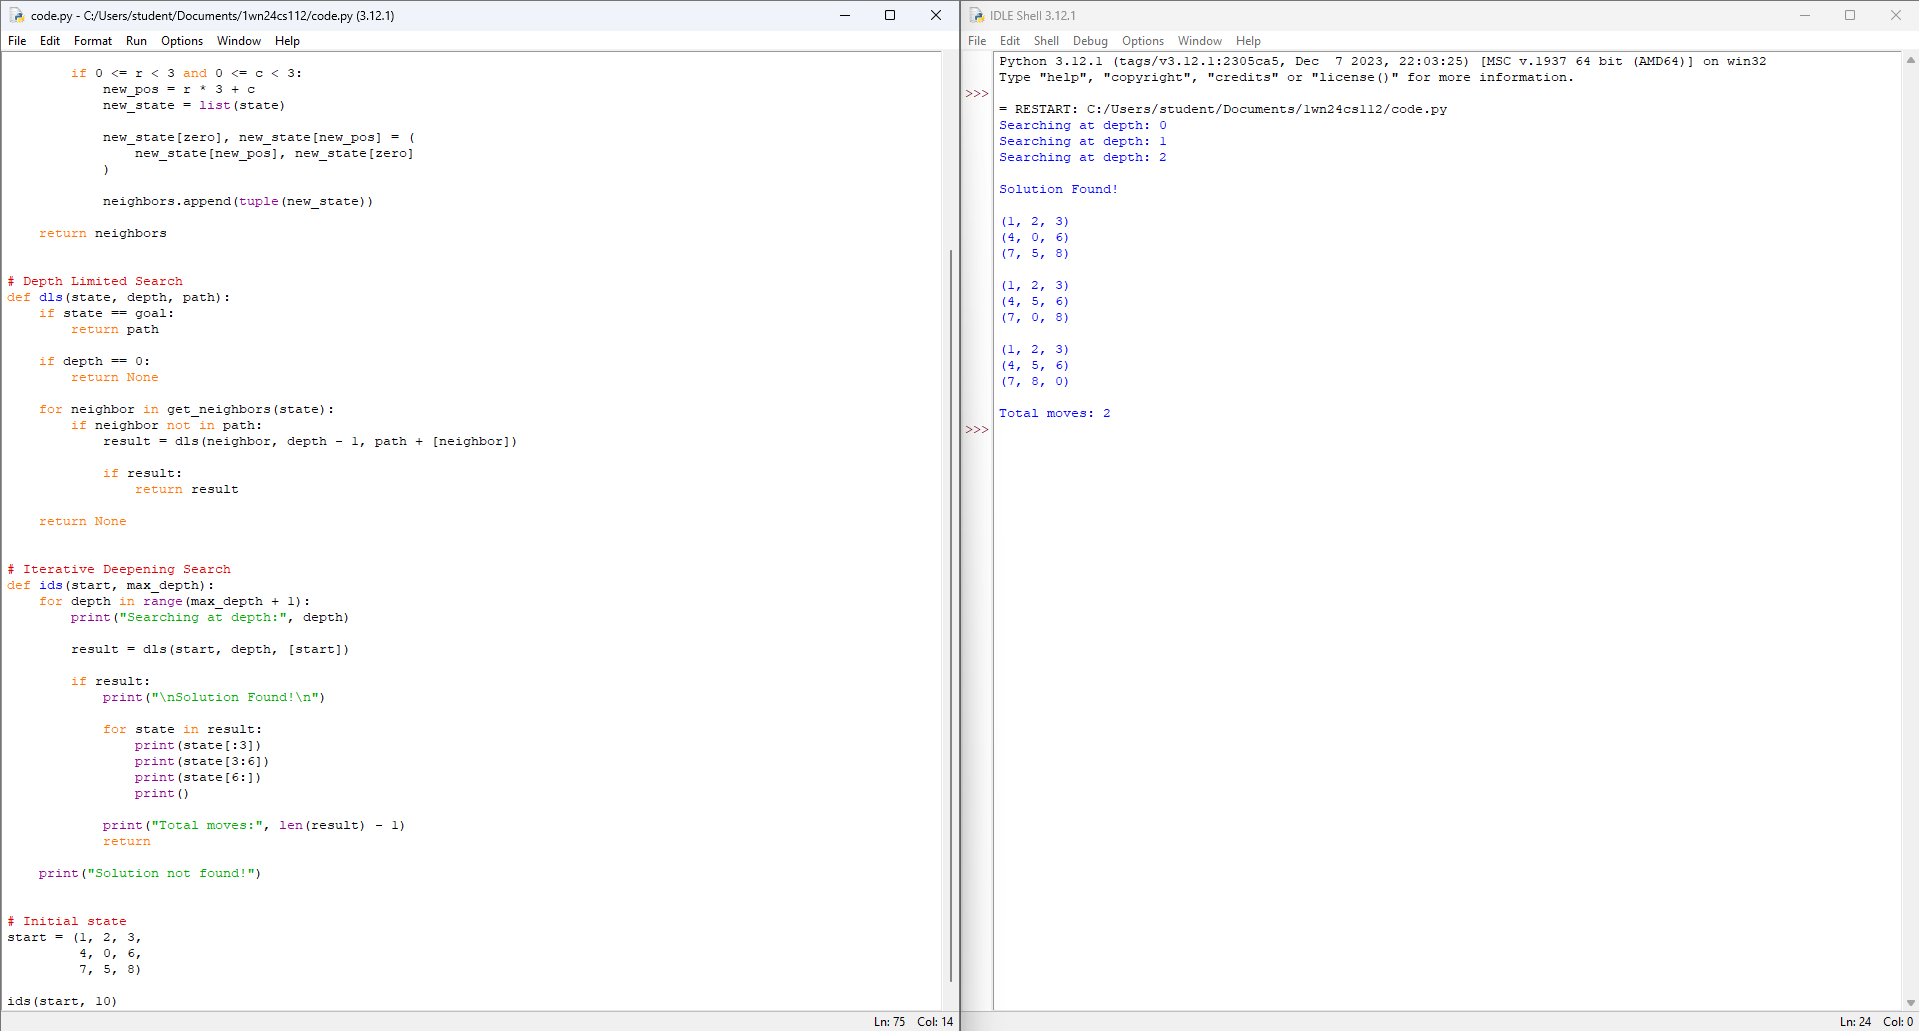 code.py - C:/Users/student/Documents/1wn24cs112/code.py (3.12.1)
File Edit Format Run Options Window Help
        if 0 <= r < 3 and 0 <= c < 3:
            new_pos = r * 3 + c
            new_state = list(state)

            new_state[zero], new_state[new_pos] = (
                new_state[new_pos], new_state[zero]
            )

            neighbors.append(tuple(new_state))

    return neighbors


# Depth Limited Search
def dls(state, depth, path):
    if state == goal:
        return path

    if depth == 0:
        return None

    for neighbor in get_neighbors(state):
        if neighbor not in path:
            result = dls(neighbor, depth - 1, path + [neighbor])

            if result:
                return result

    return None


# Iterative Deepening Search
def ids(start, max_depth):
    for depth in range(max_depth + 1):
        print("Searching at depth:", depth)

        result = dls(start, depth, [start])

        if result:
            print("\nSolution Found!\n")

            for state in result:
                print(state[:3])
                print(state[3:6])
                print(state[6:])
                print()

            print("Total moves:", len(result) - 1)
            return

    print("Solution not found!")


# Initial state
start = (1, 2, 3,
         4, 0, 6,
         7, 5, 8)

ids(start, 10)
Ln: 75 Col: 14
IDLE Shell 3.12.1
File Edit Shell Debug Options Window Help
Python 3.12.1 (tags/v3.12.1:2305ca5, Dec  7 2023, 22:03:25) [MSC v.1937 64 bit (AMD64)] on win32
Type "help", "copyright", "credits" or "license()" for more information.
>>>
= RESTART: C:/Users/student/Documents/1wn24cs112/code.py
Searching at depth: 0
Searching at depth: 1
Searching at depth: 2

Solution Found!

(1, 2, 3)
(4, 0, 6)
(7, 5, 8)

(1, 2, 3)
(4, 5, 6)
(7, 0, 8)

(1, 2, 3)
(4, 5, 6)
(7, 8, 0)

Total moves: 2
>>>
Ln: 24 Col: 0